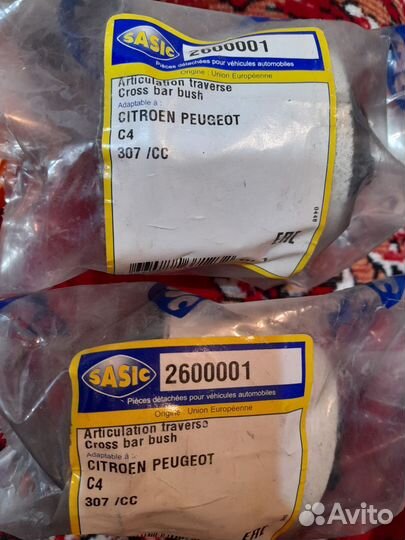 SASIC
2600001
Pièces détachées pour véhicules automobiles
Origine : Union Européenne
Articulation traverse
Cross bar bush
Adaptable à :
CITROEN PEUGEOT
C4
307 /CC
0448
EAC
SASIC
2600001
Pièces détachées pour véhicules automobiles
Origine : Union Européenne
Articulation traverse
Cross bar bush
Adaptable à :
CITROEN PEUGEOT
C4
307 /CC
EAC
Avito